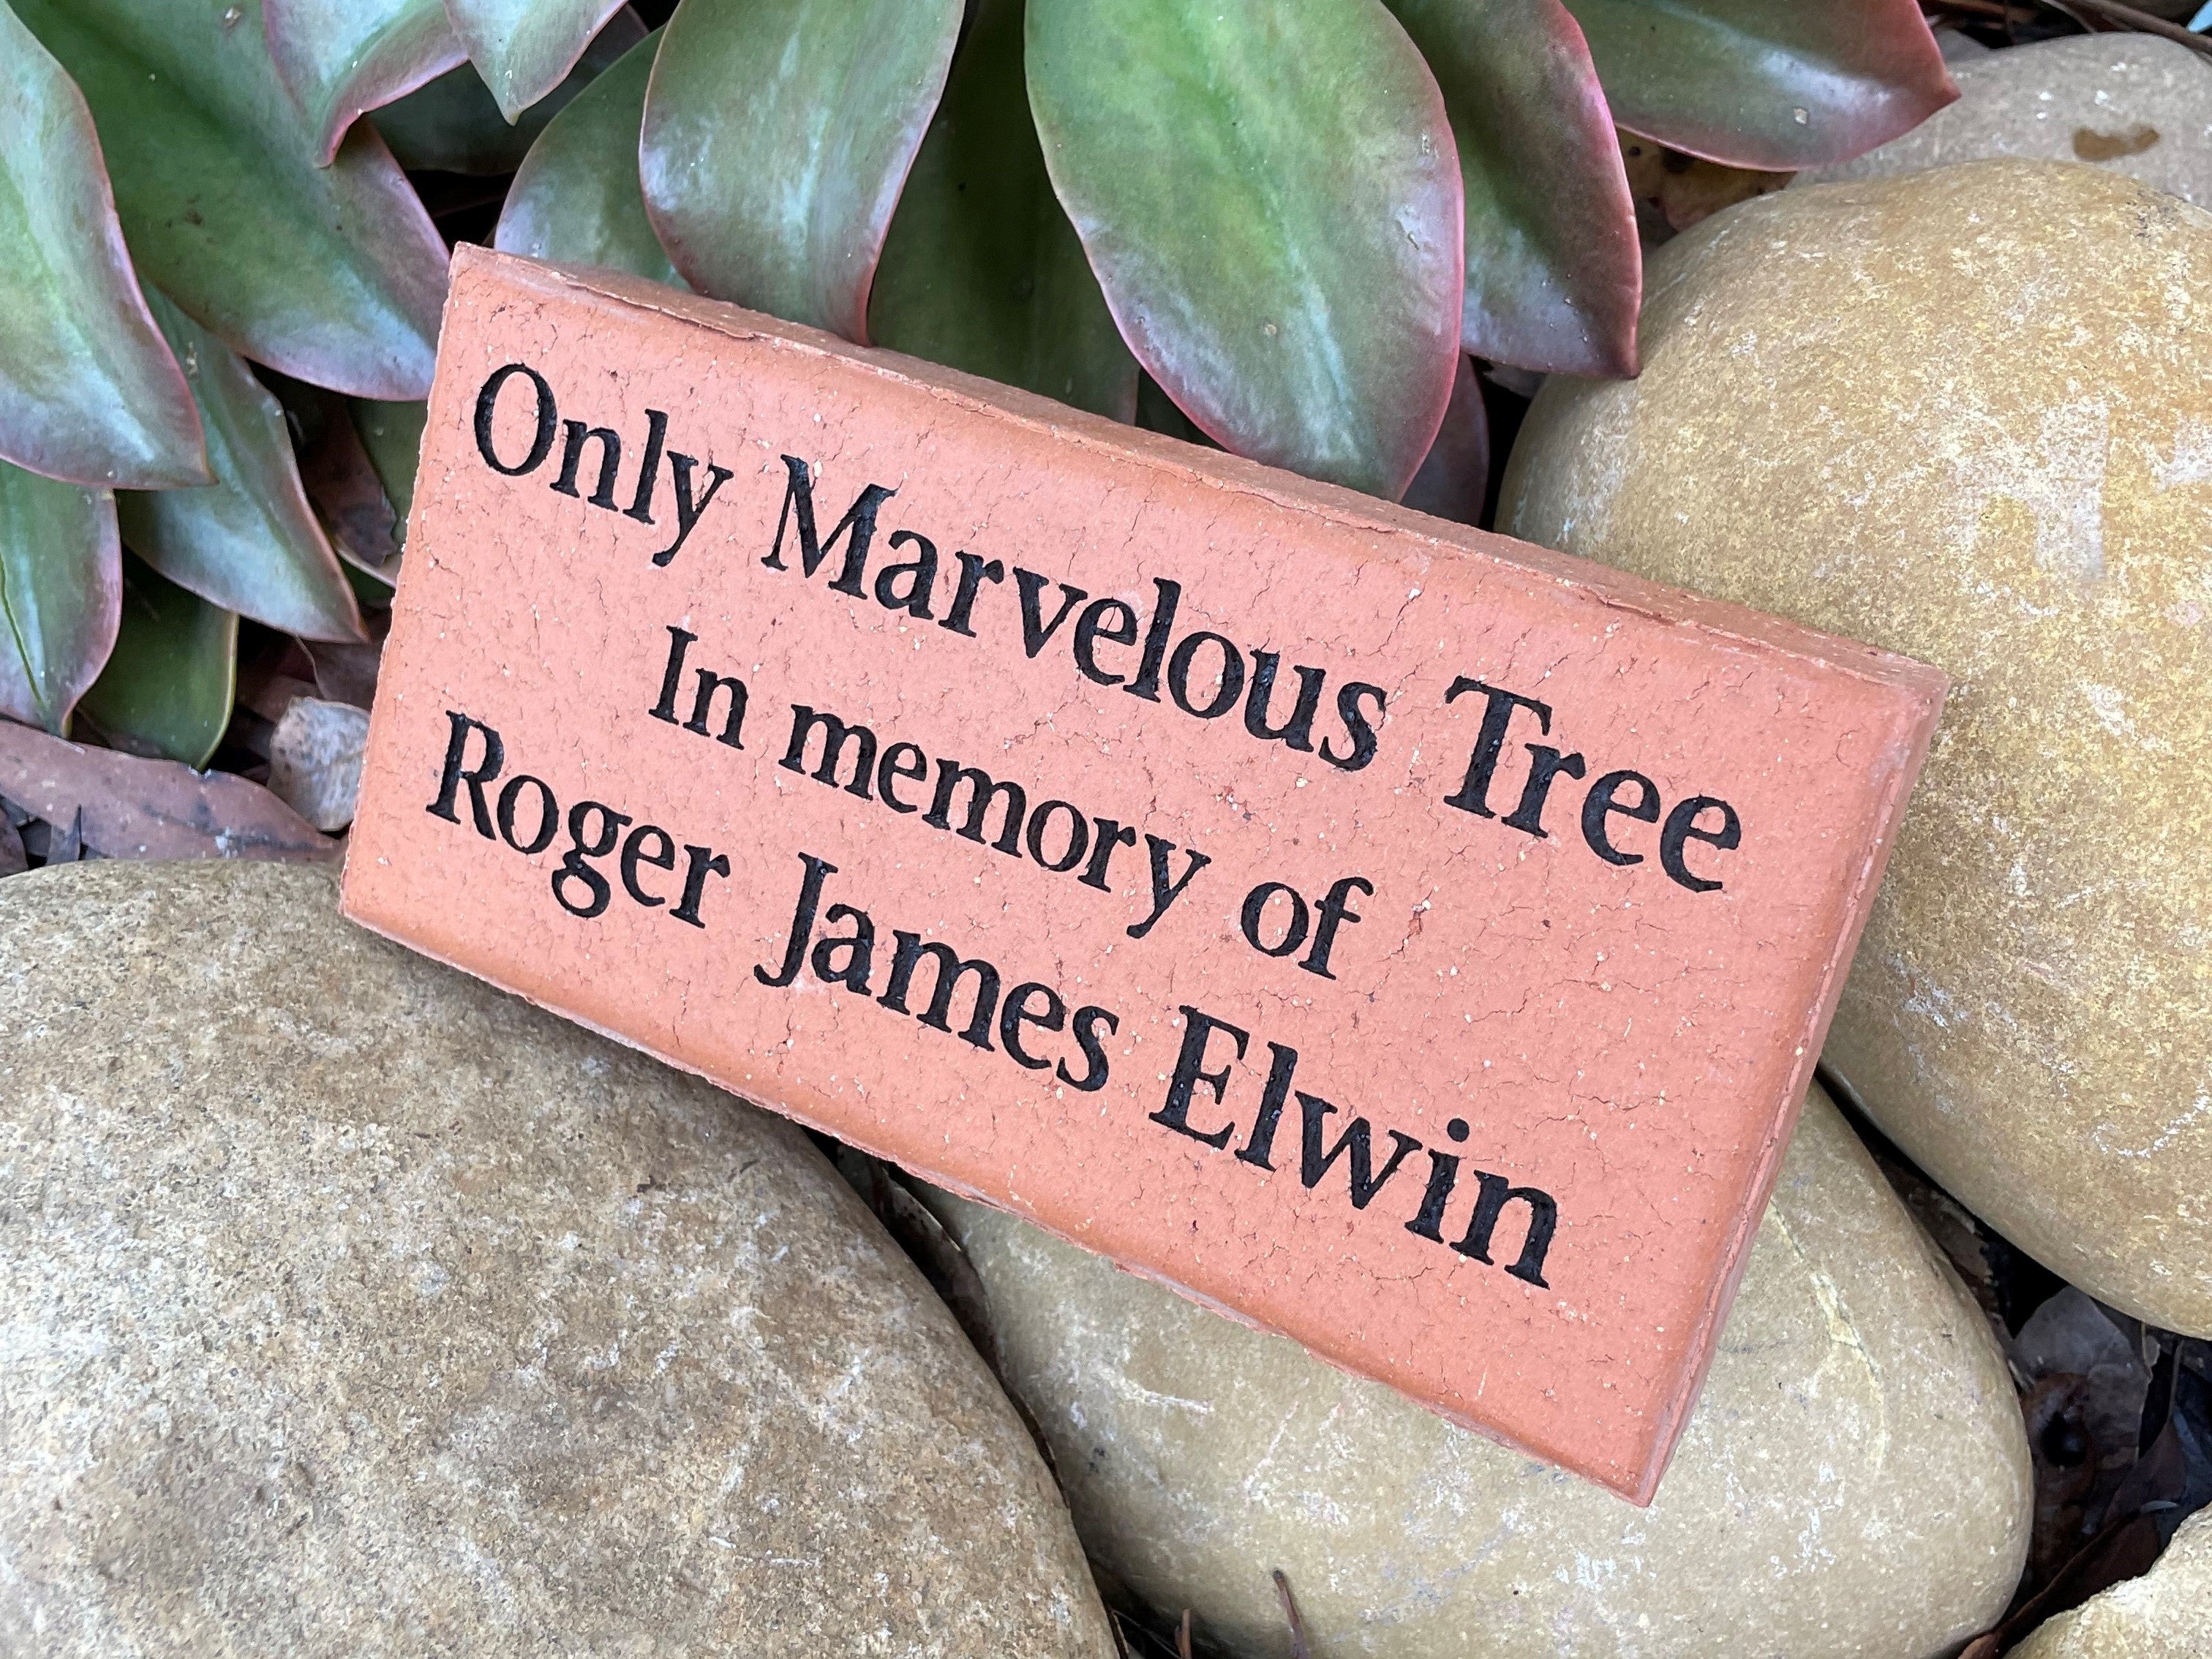 Only Marvelous Tree
In memory of
Roger James Elwin